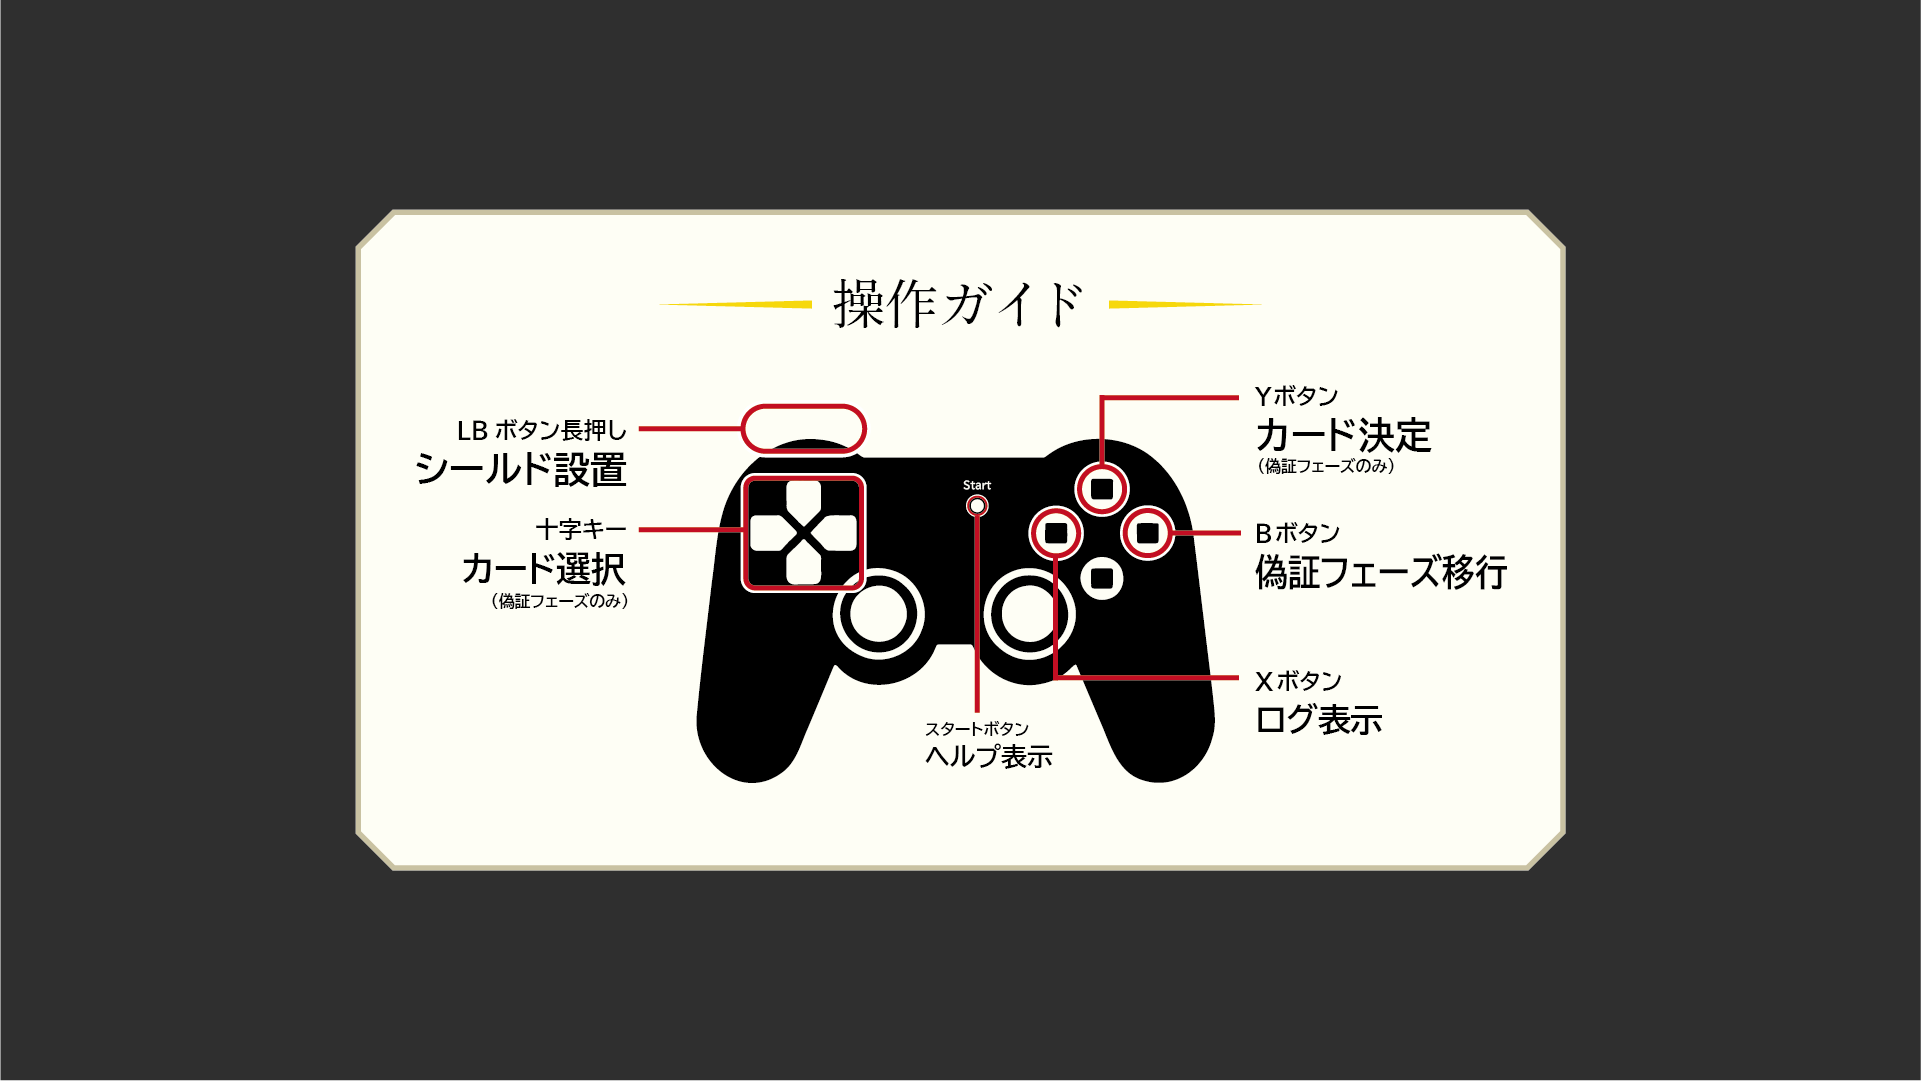 操作ガイド
LB ボタン長押し
シールド設置
十字キー
カード選択
（偽証フェーズのみ）
Start
スタートボタン
ヘルプ表示
Yボタン
カード決定
（偽証フェーズのみ）
Bボタン
偽証フェーズ移行
Xボタン
ログ表示